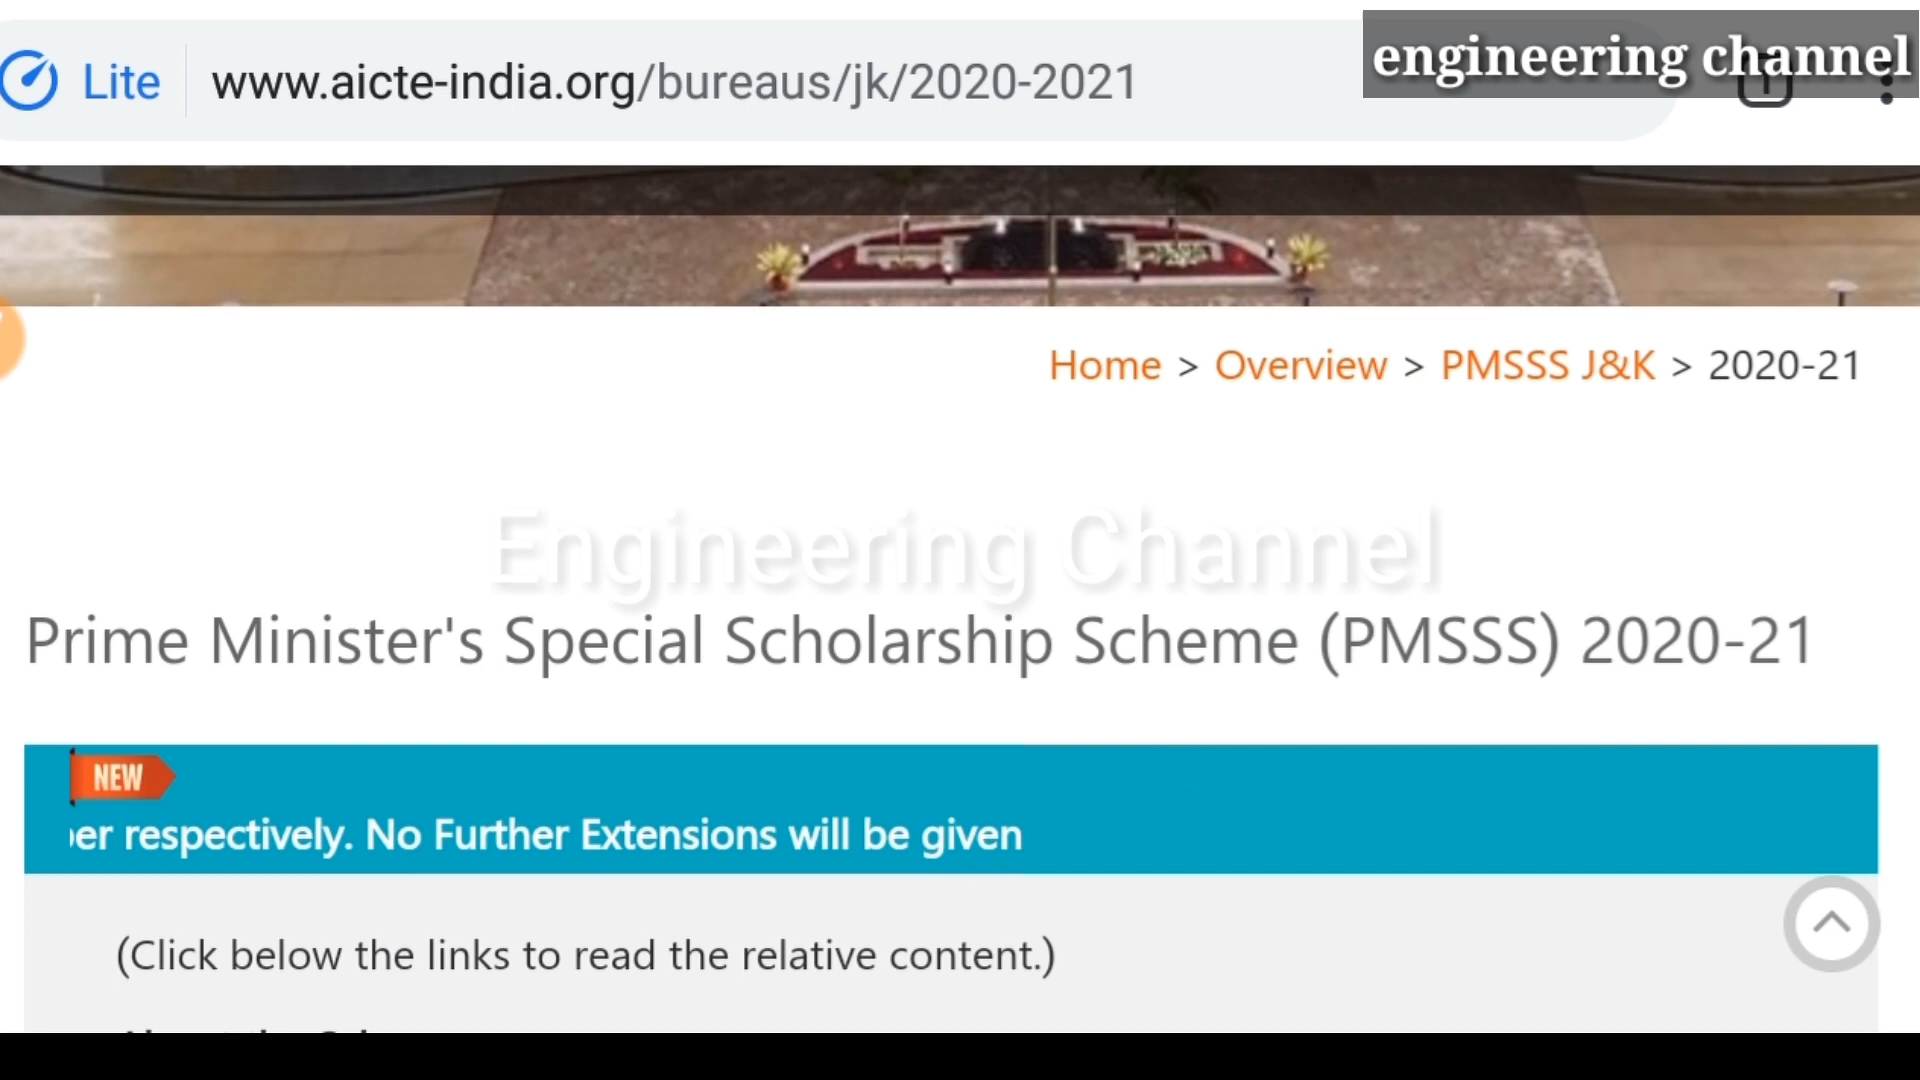 engineering channel
Lite www.aicte-india.org/bureaus/jk/2020-2021
Home > Overview > PMSSS J&K > 2020-21
Engineering Channel
Prime Minister's Special Scholarship Scheme (PMSSS) 2020-21
NEW
respectively. No Further Extensions will be given
(Click below the links to read the relative content.)